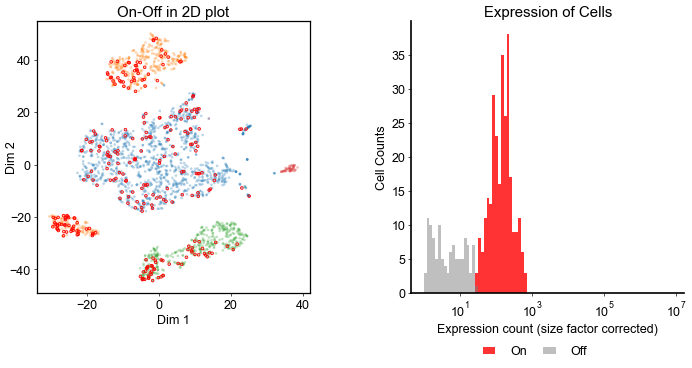 On-Off in 2D plot
Dim 2
40
20
0
−20
−40
−20
0
20
40
Dim 1
Expression of Cells
Cell Counts
35
30
25
20
15
10
5
0
10^1
10^3
10^5
10^7
Expression count (size factor corrected)
On
Off